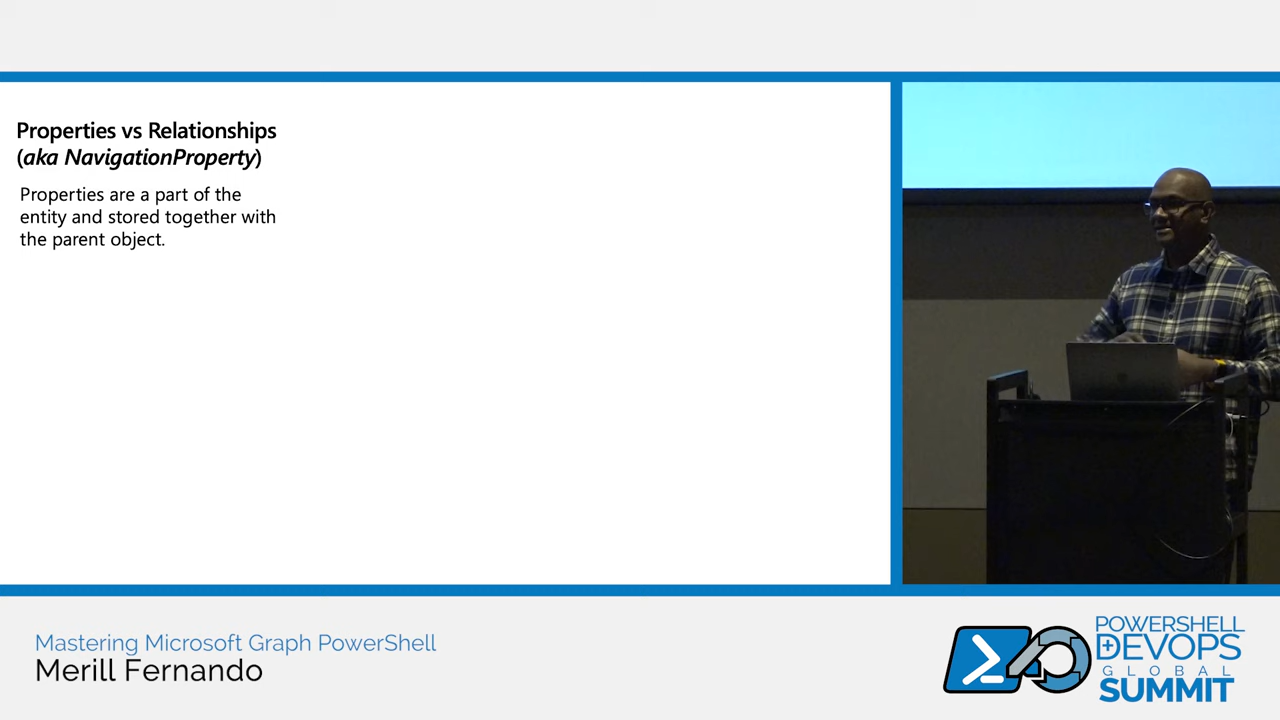 Properties vs Relationships
(aka NavigationProperty)
Properties are a part of the
entity and stored together with
the parent object.
Mastering Microsoft Graph PowerShell
Merill Fernando
POWERSHELL
DEVOPS
GLOBAL
SUMMIT